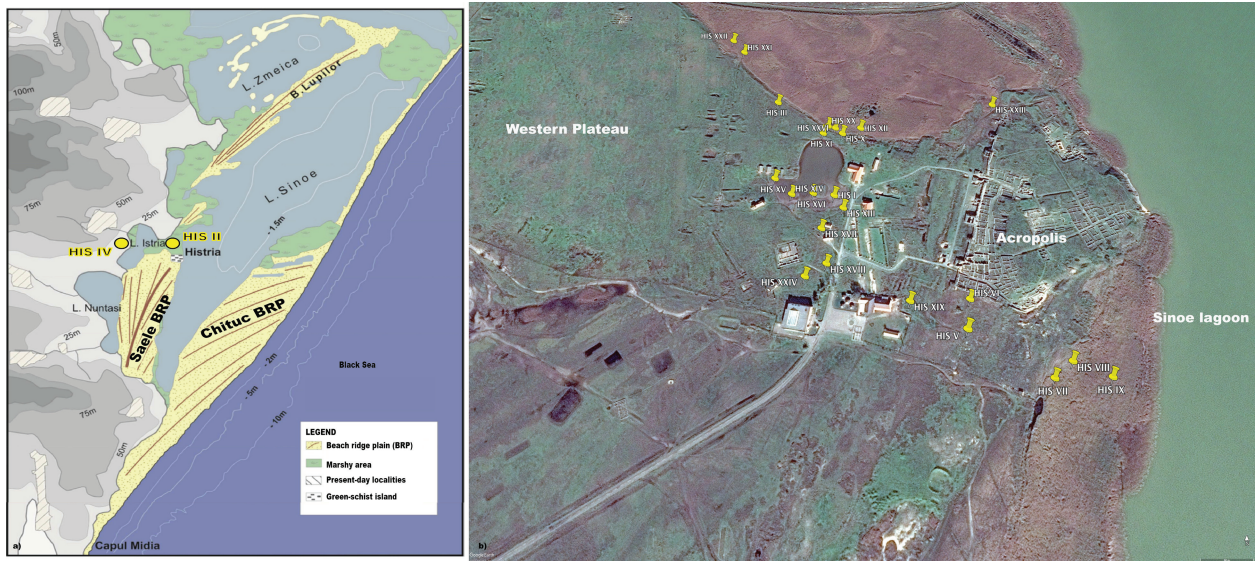 L. Zmeica
B. Lupilor
100m
L. Sinoe
75m
50m
25m
- 1.5m
HIS II
HIS IV
L. Istria
Histria
L. Nuntasi
Saele BRP
Chituc BRP
25m
- 2m
- 5m
- 10m
Black Sea
75m
50m
LEGEND
Beach ridge plain (BRP)
Marshy area
Present-day localities
Green-schist island
a)
Capul Midia
HIS XXII
HIS XXI
HIS III
HIS XXIII
Western Plateau
HIS XXVI
HIS XX
HIS XII
HIS X
HIS XI
HIS XV
HIS XIV
HIS I
HIS XVI
HIS XIII
HIS XVII
Acropolis
HIS XVIII
HIS XXIV
HIS XIX
HIS VI
HIS V
Sinoe lagoon
HIS VIII
HIS VII
HIS IX
b)